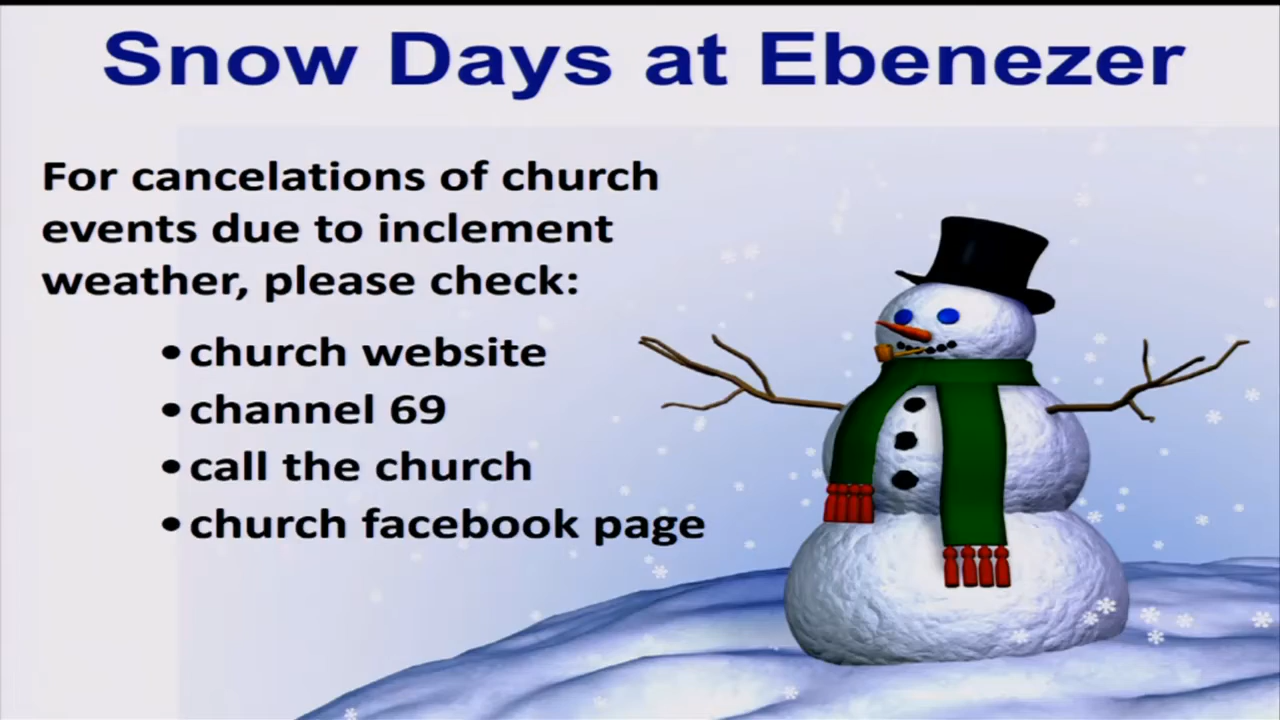 Snow Days at Ebenezer
For cancelations of church
events due to inclement
weather, please check:
•church website
•channel 69
•call the church
•church facebook page